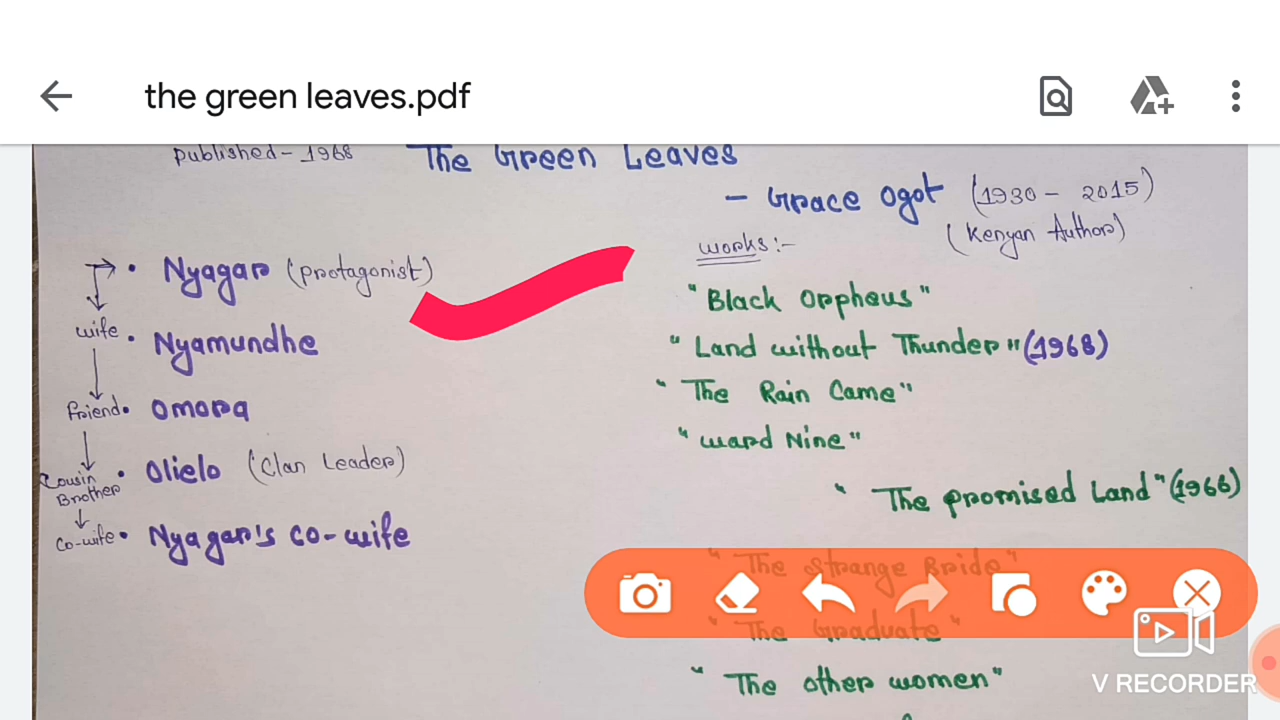 the green leaves.pdf
published - 1968
The Green Leaves
- Grace Ogot (1930 - 2015)
(Kenyan Author)
works:-
• Nyagar (protagonist)
wife • Nyamundhe
Friend • Omora
Cousin Brother • Olielo (Clan Leader)
Co-wife • Nyagar's co-wife
"Black Orpheus"
"Land without Thunder" (1968)
"The Rain Came"
"Ward Nine"
"The promised Land" (1966)
"The Strange Bride"
"The Graduate"
"The other women"
V RECORDER